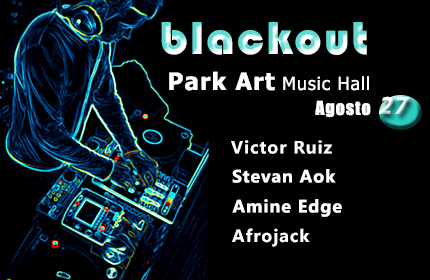 blackout
Park Art Music Hall
Agosto 27
Victor Ruiz
Stevan Aok
Amine Edge
Afrojack